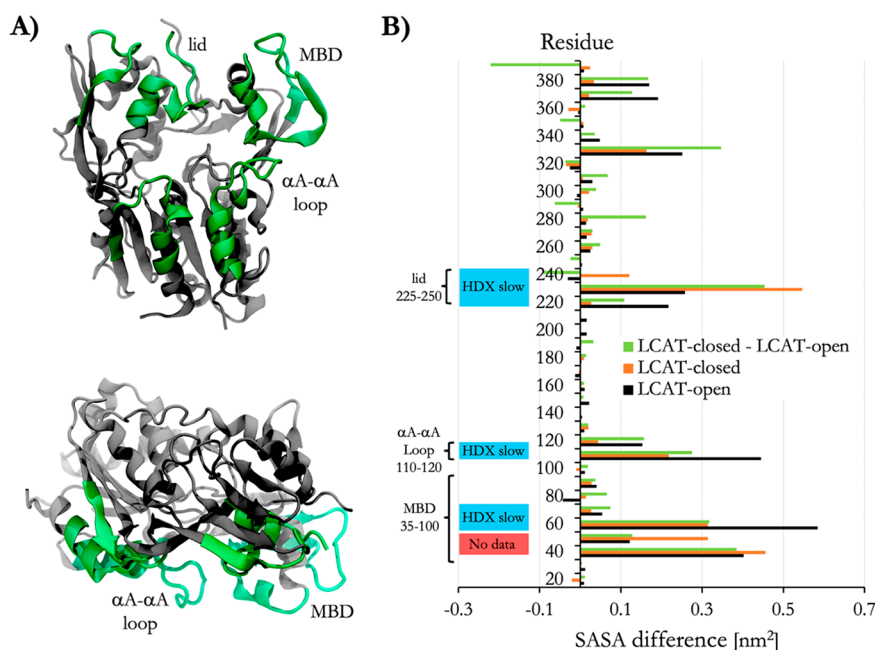 A)
lid
MBD
αA-αA
loop
αA-αA
loop
MBD
B)
Residue
380
360
340
320
300
280
260
240
220
200
180
160
140
120
100
80
60
40
20
lid
225-250
HDX slow
αA-αA
Loop
110-120
HDX slow
MBD
35-100
HDX slow
No data
LCAT-closed - LCAT-open
LCAT-closed
LCAT-open
-0.3 -0.1 0.1 0.3 0.5 0.7
SASA difference [nm²]